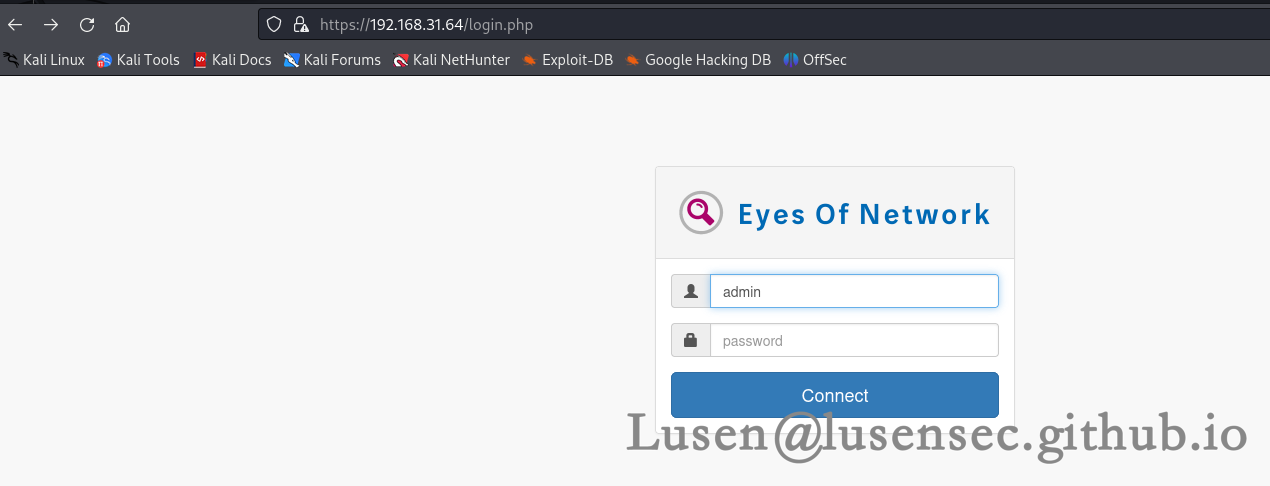 https://192.168.31.64/login.php
Kali Linux Kali Tools Kali Docs Kali Forums Kali NetHunter Exploit-DB Google Hacking DB OffSec
Eyes Of Network
admin
password
Connect
Lusen@lusensec.github.io